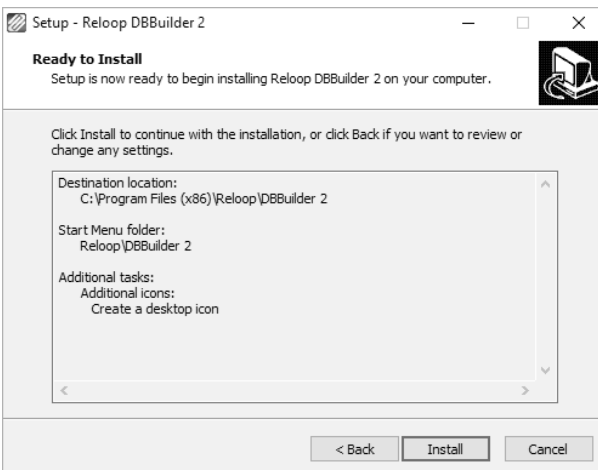 Setup - Reloop DBBuilder 2
Ready to Install
Setup is now ready to begin installing Reloop DBBuilder 2 on your computer.
Click Install to continue with the installation, or click Back if you want to review or
change any settings.
Destination location:
C:\Program Files (x86)\Reloop\DBBuilder 2
Start Menu folder:
Reloop\DBBuilder 2
Additional tasks:
Additional icons:
Create a desktop icon
< Back
Install
Cancel